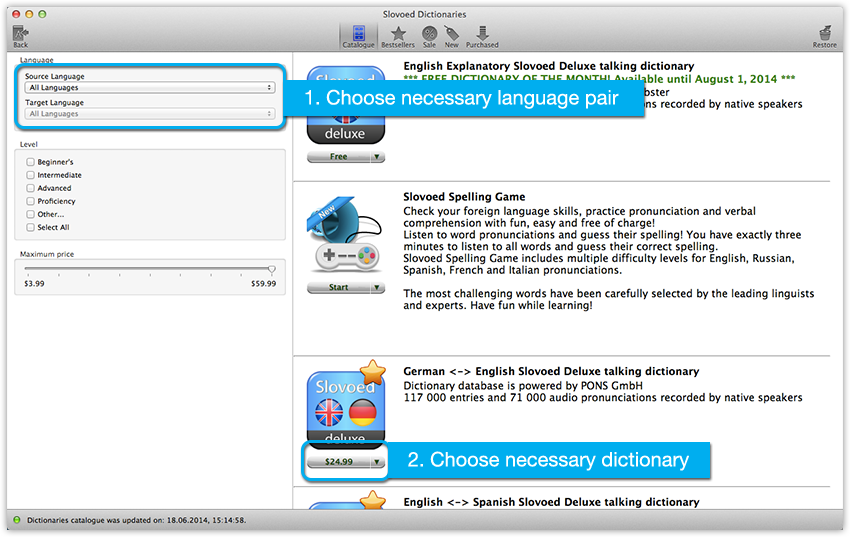 Slovoed Dictionaries
Back
Catalogue Bestsellers Sale New Purchased
Restore
Language
Source Language
All Languages
Target Language
All Languages
Level
Beginner's
Intermediate
Advanced
Proficiency
Other...
Select All
Maximum price
$3.99 $59.99
1. Choose necessary language pair
English Explanatory Slovoed Deluxe talking dictionary
*** FREE DICTIONARY OF THE MONTH! Available until August 1, 2014 ***
recorded by native speakers
deluxe
Free
New
Slovoed Spelling Game
Check your foreign language skills, practice pronunciation and verbal
comprehension with fun, easy and free of charge!
Listen to word pronunciations and guess their spelling! You have exactly three
minutes to listen to all words and guess their correct spelling.
Slovoed Spelling Game includes multiple difficulty levels for English, Russian,
Spanish, French and Italian pronunciations.
The most challenging words have been carefully selected by the leading linguists
and experts. Have fun while learning!
Start
German <-> English Slovoed Deluxe talking dictionary
Dictionary database is powered by PONS GmbH
117 000 entries and 71 000 audio pronunciations recorded by native speakers
Slovoed
deluxe
$24.99
2. Choose necessary dictionary
English <-> Spanish Slovoed Deluxe talking dictionary
Dictionaries catalogue was updated on: 18.06.2014, 15:14:58.